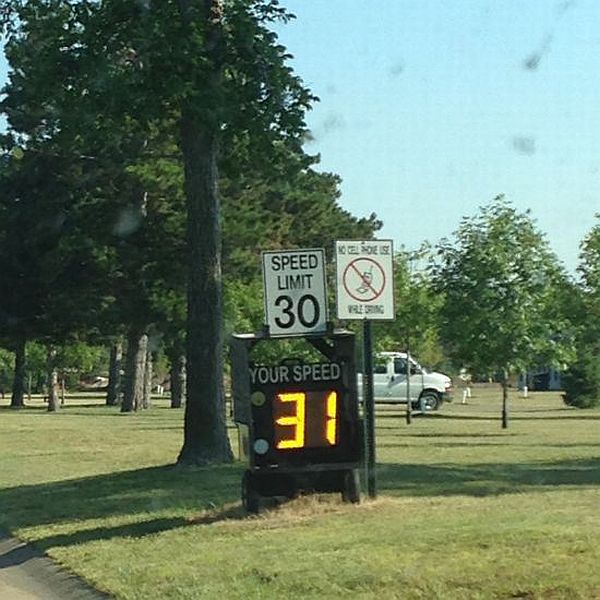 SPEED
LIMIT
30
NO CELL PHONE USE
WHILE DRIVING
YOUR SPEED
31